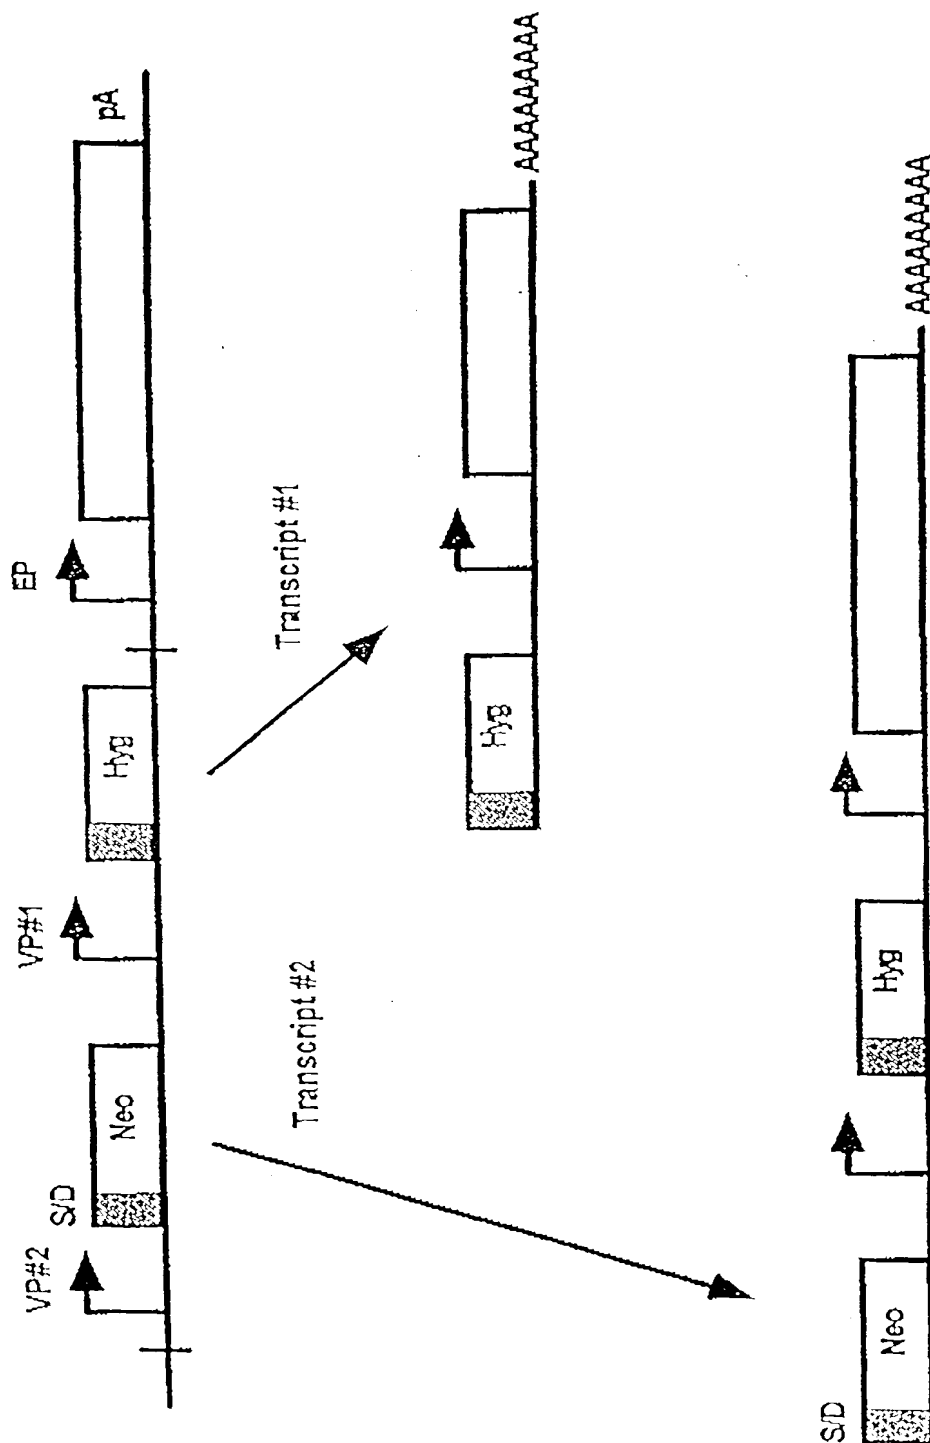 VP#2
S/D
Neo
VP#1
Hyg
EP
pA
Transcript #1
Hyg
AAAAAAAAA
Transcript #2
S/D
Neo
Hyg
AAAAAAAAA